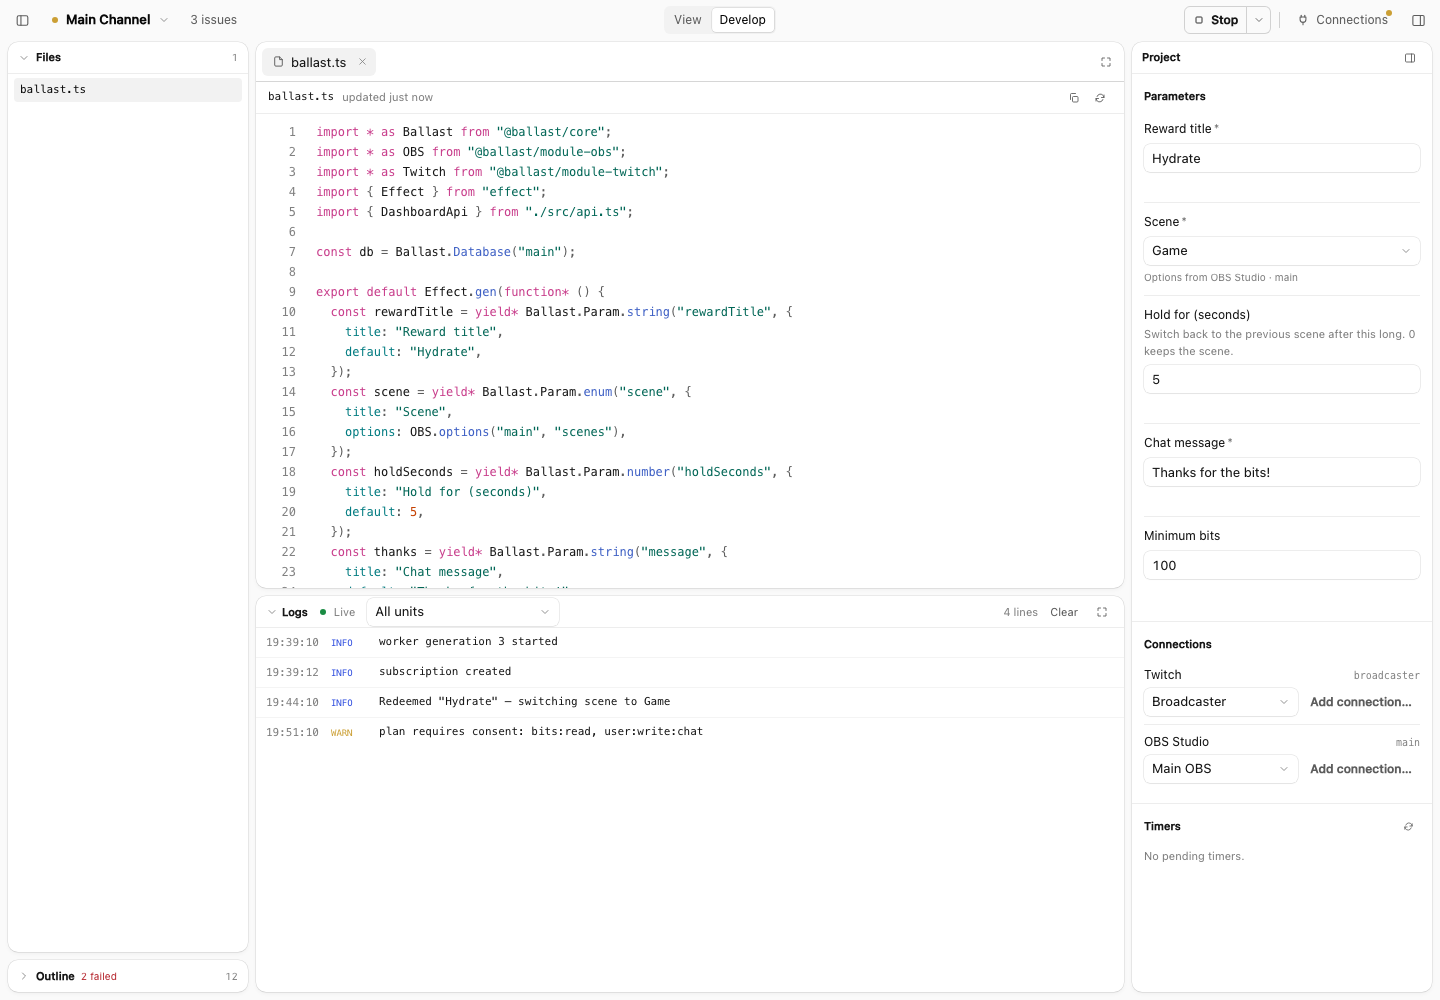 Main Channel
3 issues
View
Develop
Stop
Connections
Files
1
ballast.ts
ballast.ts
ballast.ts updated just now
1 import * as Ballast from "@ballast/core";
2 import * as OBS from "@ballast/module-obs";
3 import * as Twitch from "@ballast/module-twitch";
4 import { Effect } from "effect";
5 import { DashboardApi } from "./src/api.ts";
6
7 const db = Ballast.Database("main");
8
9 export default Effect.gen(function* () {
10 const rewardTitle = yield* Ballast.Param.string("rewardTitle", {
11 title: "Reward title",
12 default: "Hydrate",
13 });
14 const scene = yield* Ballast.Param.enum("scene", {
15 title: "Scene",
16 options: OBS.options("main", "scenes"),
17 });
18 const holdSeconds = yield* Ballast.Param.number("holdSeconds", {
19 title: "Hold for (seconds)",
20 default: 5,
21 });
22 const thanks = yield* Ballast.Param.string("message", {
23 title: "Chat message",
Logs
Live
All units
4 lines
Clear
19:39:10 INFO worker generation 3 started
19:39:12 INFO subscription created
19:44:10 INFO Redeemed "Hydrate" — switching scene to Game
19:51:10 WARN plan requires consent: bits:read, user:write:chat
Outline 2 failed 12
Project
Parameters
Reward title *
Hydrate
Scene *
Game
Options from OBS Studio · main
Hold for (seconds)
Switch back to the previous scene after this long. 0
keeps the scene.
5
Chat message *
Thanks for the bits!
Minimum bits
100
Connections
Twitch broadcaster
Broadcaster Add connection...
OBS Studio main
Main OBS Add connection...
Timers
No pending timers.